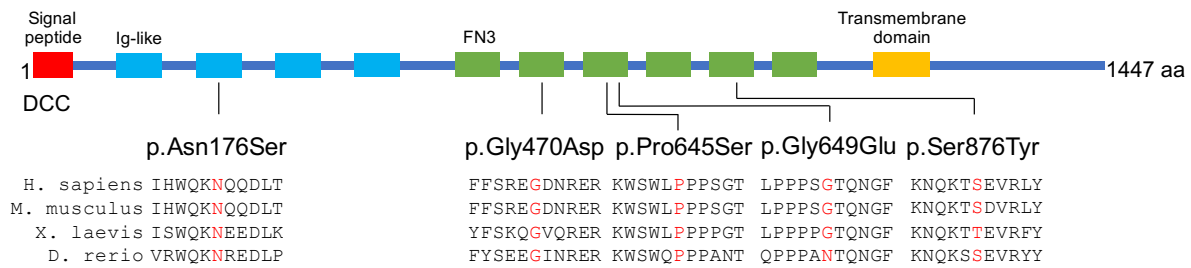 Signal
peptide
Ig-like
FN3
Transmembrane
domain
1
1447 aa
DCC
p.Asn176Ser p.Gly470Asp p.Pro645Ser p.Gly649Glu p.Ser876Tyr
H. sapiens IHWQKNQQDLT FFSREGDNRER KWSWLPPPSGT LPPPSGTQNGF KNQKTSEVRLY
M. musculus IHWQKNQQDLT FFSREGDNRER KWSWLPPPSGT LPPPSGTQNGF KNQKTSDVRLY
X. laevis ISWQKNEEDLK YFSKQGVQRER KWSWLPPPSGT LPPPPGTQNGF KNQKTTEVRFY
D. rerio VRWQKNREDLP FYSEEGINRER KWSWQPPPANT QPPPANTQNGF KNQKSSEVRYY